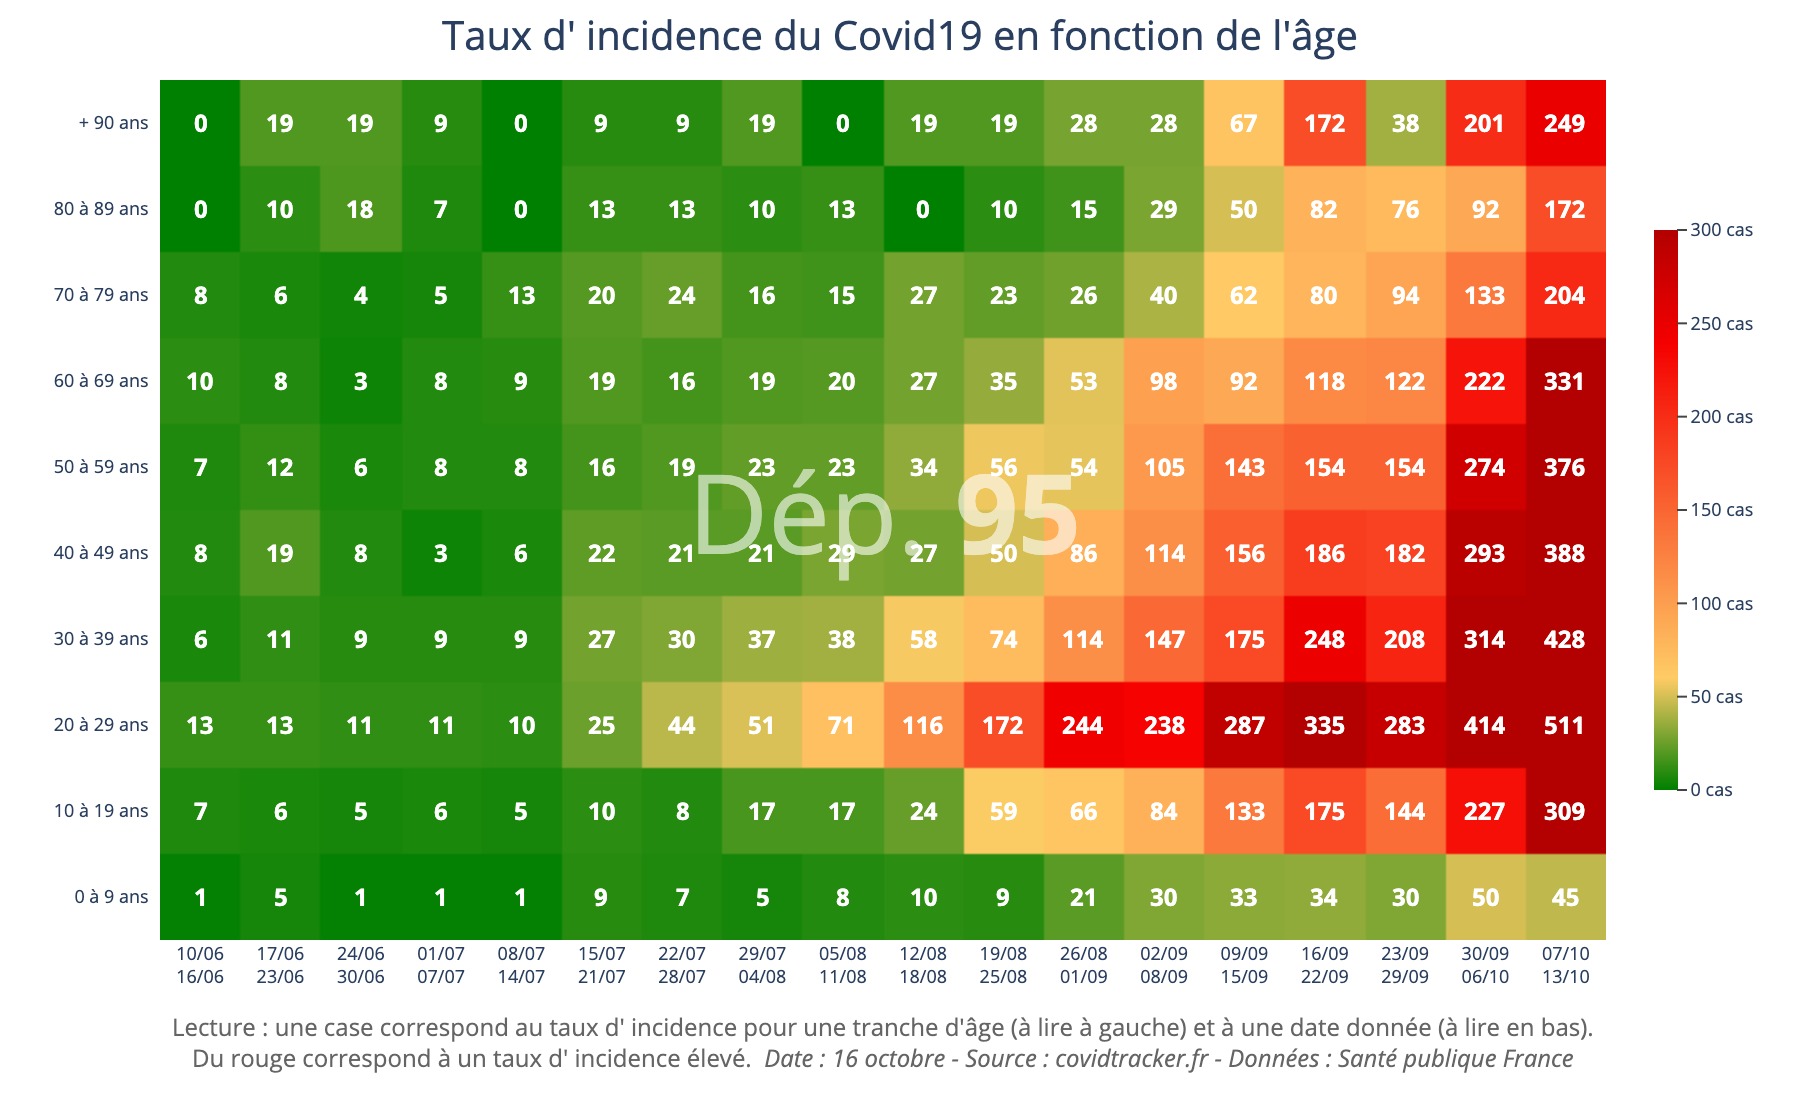 Taux d' incidence du Covid19 en fonction de l'âge
+ 90 ans 0 19 19 9 0 9 9 19 0 19 19 28 28 67 172 38 201 249
80 à 89 ans 0 10 18 7 0 13 13 10 13 0 10 15 29 50 82 76 92 172
70 à 79 ans 8 6 4 5 13 20 24 16 15 27 23 26 40 62 80 94 133 204
60 à 69 ans 10 8 3 8 9 19 16 19 20 27 35 53 98 92 118 122 222 331
50 à 59 ans 7 12 6 8 8 16 19 23 23 34 56 54 105 143 154 154 274 376
Dép. 95
40 à 49 ans 8 19 8 3 6 22 21 21 29 27 50 86 114 156 186 182 293 388
30 à 39 ans 6 11 9 9 9 27 30 37 38 58 74 114 147 175 248 208 314 428
20 à 29 ans 13 13 11 11 10 25 44 51 71 116 172 244 238 287 335 283 414 511
10 à 19 ans 7 6 5 6 5 10 8 17 17 24 59 66 84 133 175 144 227 309
0 à 9 ans 1 5 1 1 1 9 7 5 8 10 9 21 30 33 34 30 50 45
10/06 17/06 24/06 01/07 08/07 15/07 22/07 29/07 05/08 12/08 19/08 26/08 02/09 09/09 16/09 23/09 30/09 07/10
16/06 23/06 30/06 07/07 14/07 21/07 28/07 04/08 11/08 18/08 25/08 01/09 08/09 15/09 22/09 29/09 06/10 13/10
300 cas
250 cas
200 cas
150 cas
100 cas
50 cas
0 cas
Lecture : une case correspond au taux d' incidence pour une tranche d'âge (à lire à gauche) et à une date donnée (à lire en bas).
Du rouge correspond à un taux d' incidence élevé. Date : 16 octobre - Source : covidtracker.fr - Données : Santé publique France